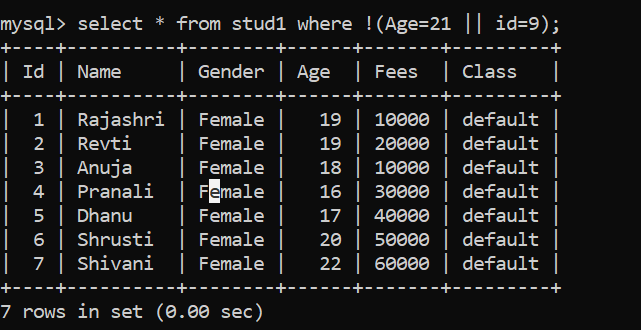 mysql> select * from stud1 where !(Age=21 || id=9);
+----+----------+--------+------+-------+---------+
| Id | Name     | Gender | Age  | Fees  | Class   |
+----+----------+--------+------+-------+---------+
|  1 | Rajashri | Female |   19 | 10000 | default |
|  2 | Revti    | Female |   19 | 20000 | default |
|  3 | Anuja    | Female |   18 | 10000 | default |
|  4 | Pranali  | Female |   16 | 30000 | default |
|  5 | Dhanu    | Female |   17 | 40000 | default |
|  6 | Shrusti  | Female |   20 | 50000 | default |
|  7 | Shivani  | Female |   22 | 60000 | default |
+----+----------+--------+------+-------+---------+
7 rows in set (0.00 sec)